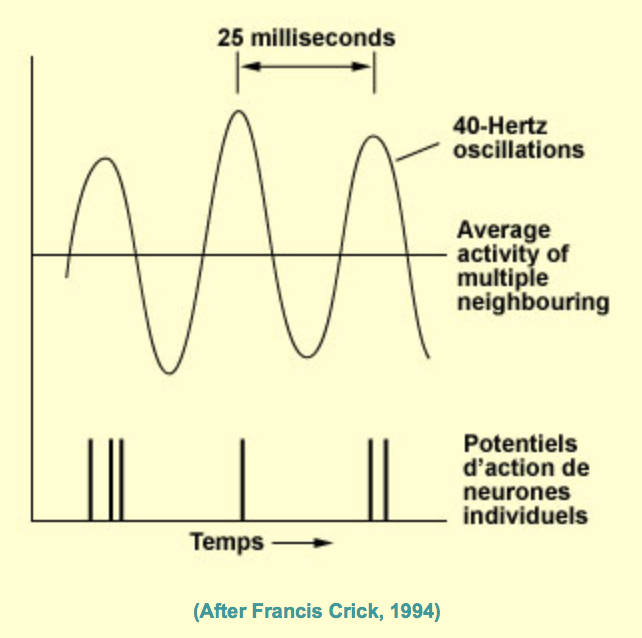 25 milliseconds
40-Hertz
oscillations
Average
activity of
multiple
neighbouring
Potentiels
d'action de
neurones
individuels
Temps
(After Francis Crick, 1994)